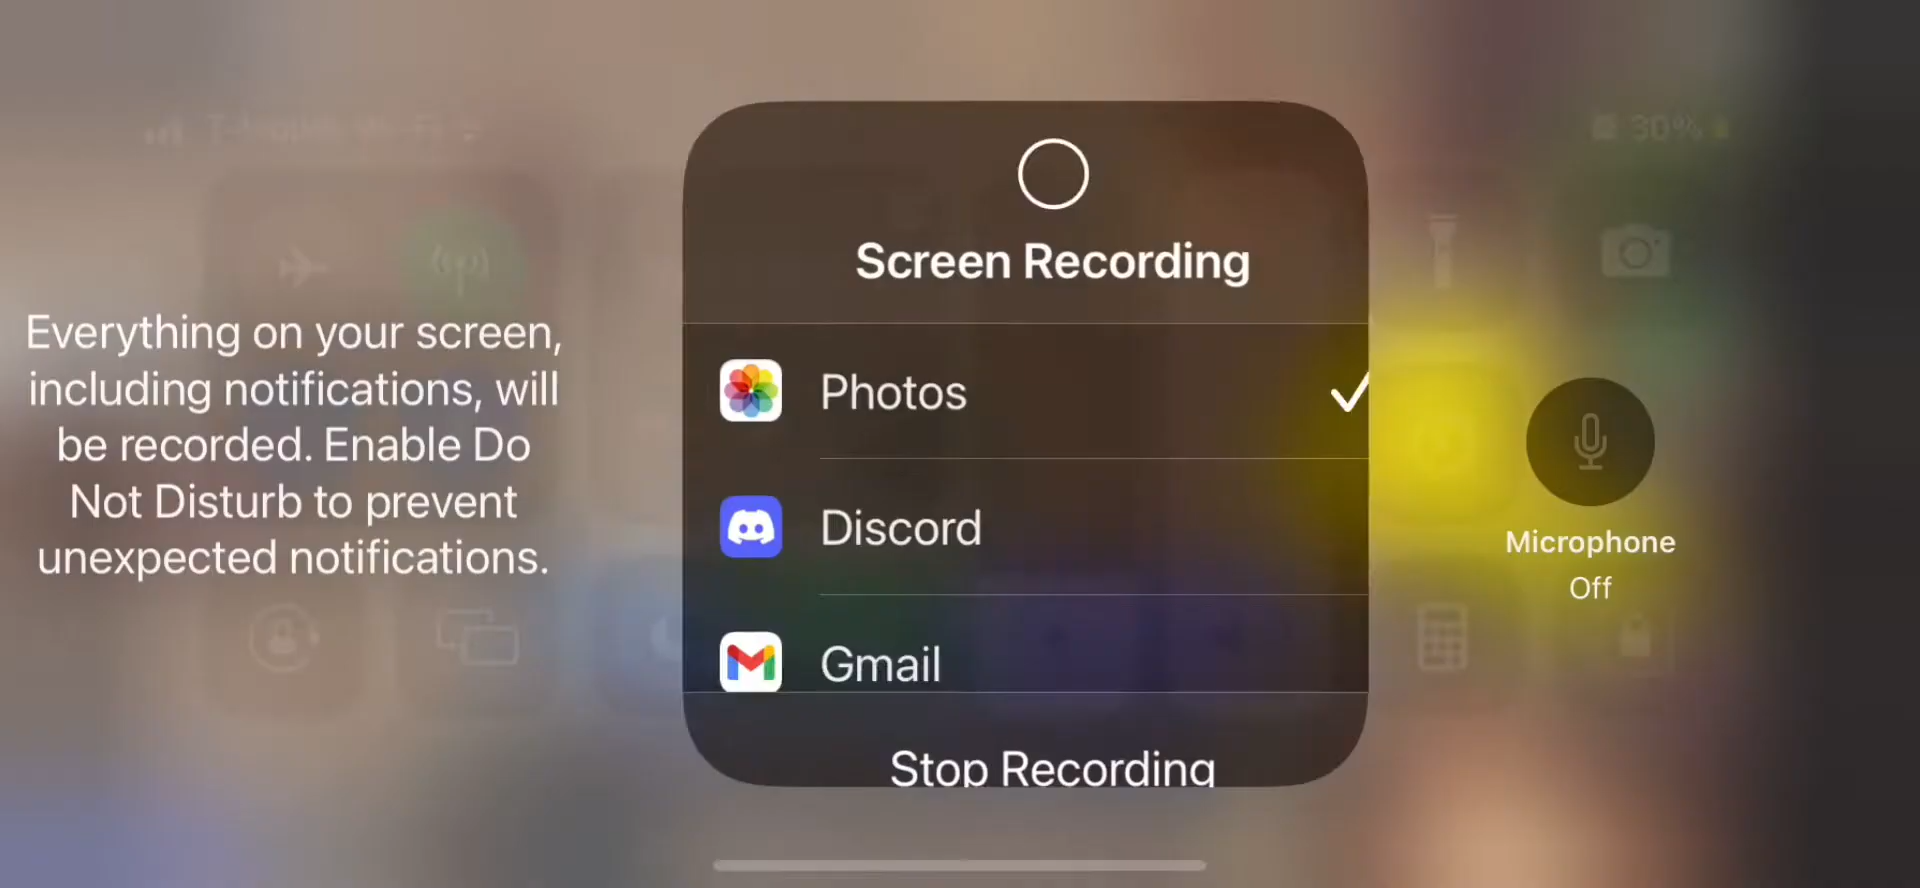 30%
Screen Recording
Everything on your screen,
including notifications, will
be recorded. Enable Do
Not Disturb to prevent
unexpected notifications.
Photos
Discord
Gmail
Stop Recording
Microphone
Off